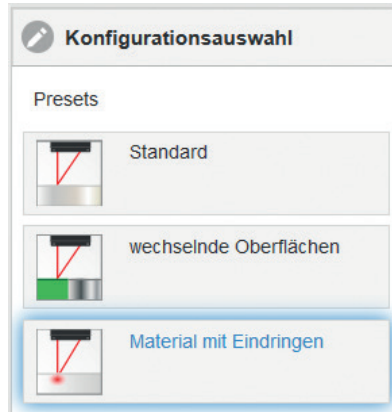 Konfigurationsauswahl
Presets
Standard
wechselnde Oberflächen
Material mit Eindringen